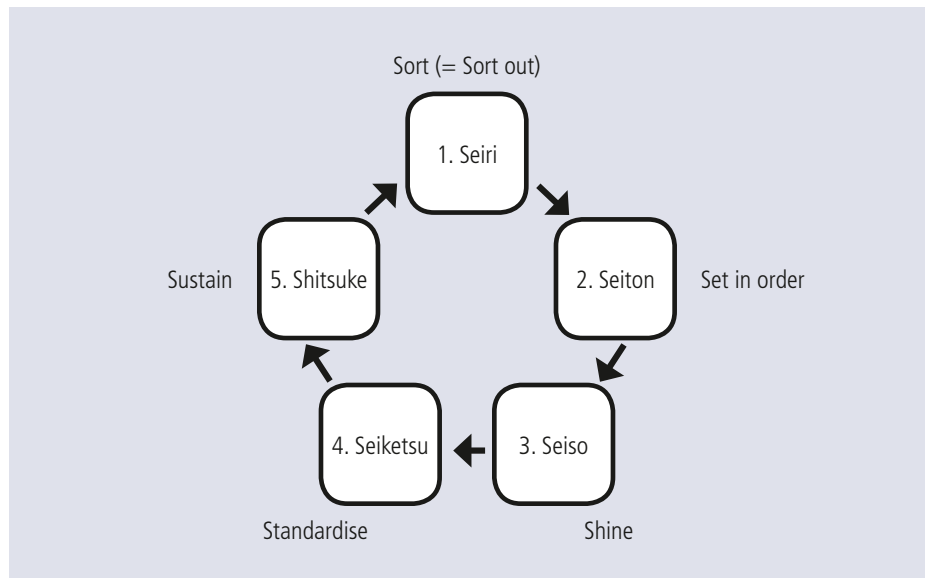 Sort (= Sort out)
1. Seiri
2. Seiton
Set in order
3. Seiso
Shine
4. Seiketsu
Standardise
5. Shitsuke
Sustain